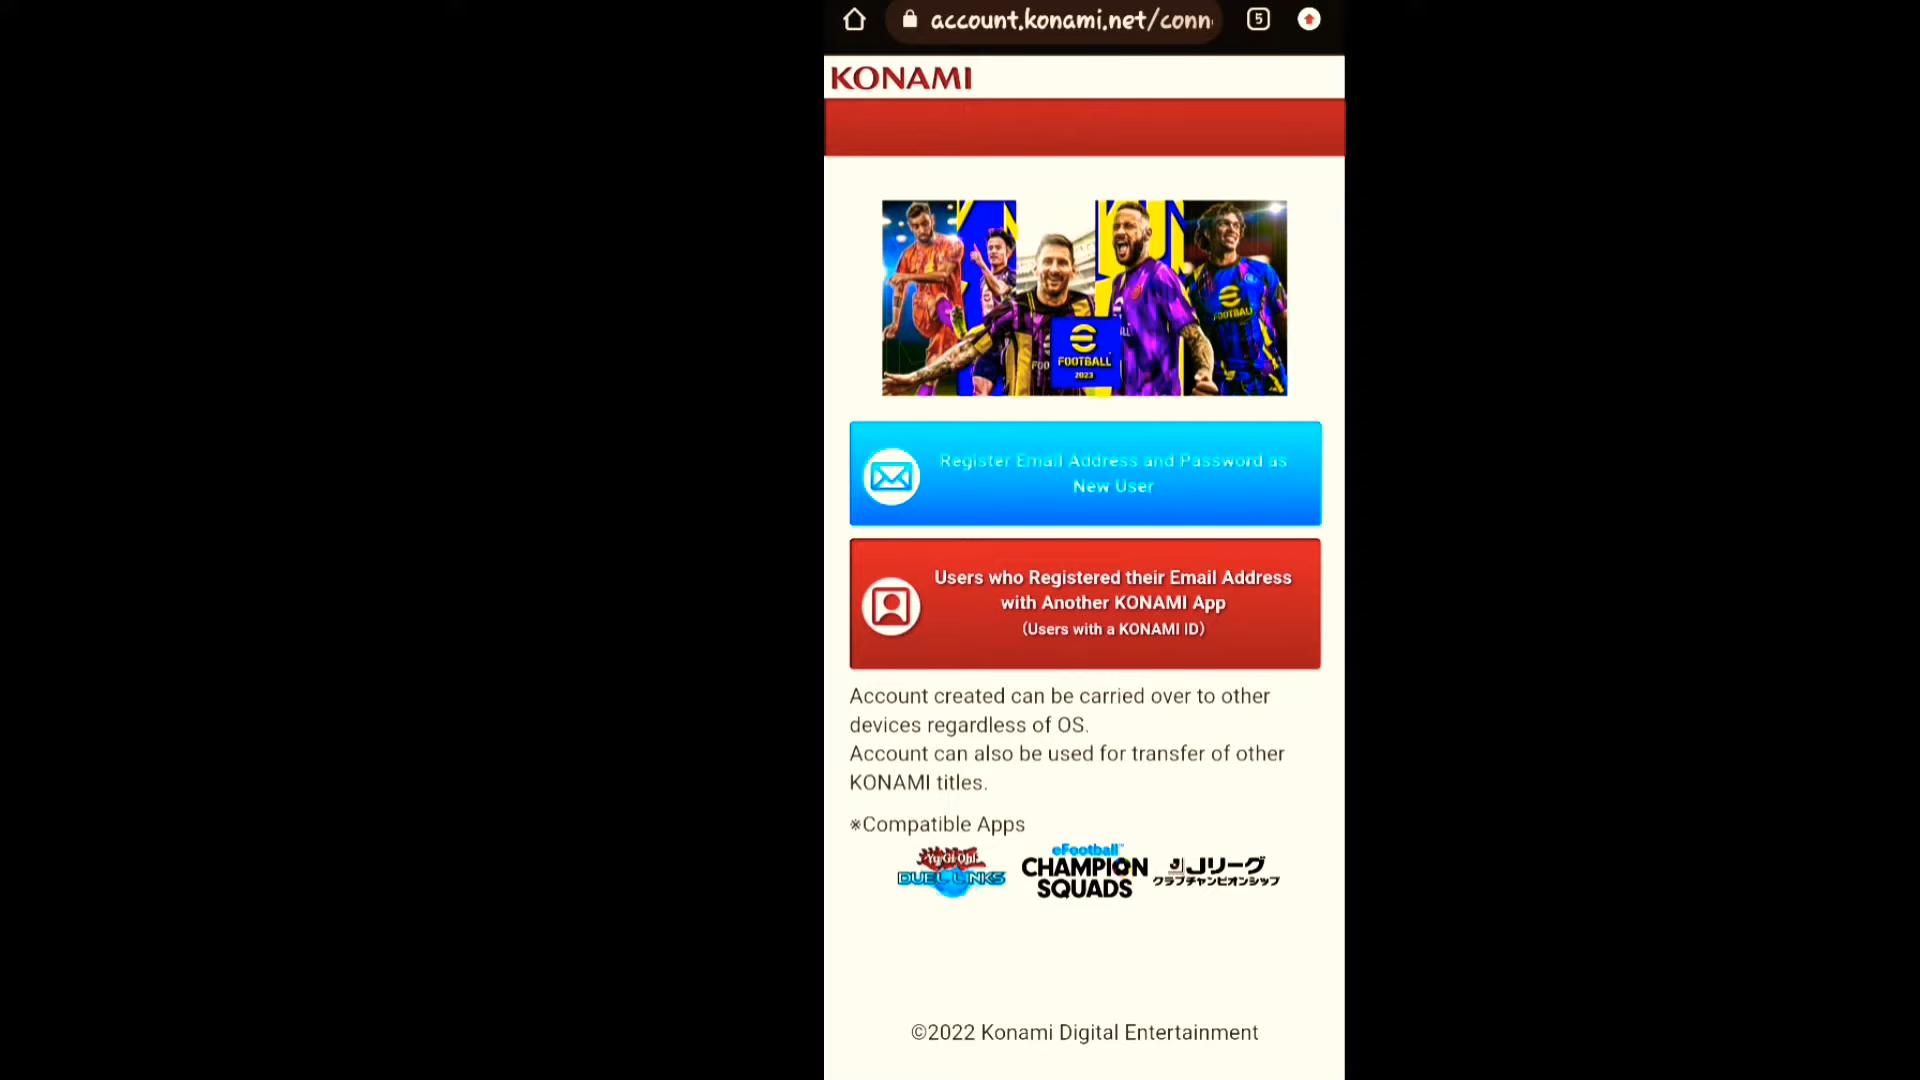 account.konami.net/conn
5
KONAMI
FOOTBALL
FOOTBALL
2023
Register Email Address and Password as
New User
Users who Registered their Email Address
with Another KONAMI App
(Users with a KONAMI ID)
Account created can be carried over to other
devices regardless of OS.
Account can also be used for transfer of other
KONAMI titles.
※Compatible Apps
Yu-Gi-Oh!
DUEL LINKS
eFootball™
CHAMPION
SQUADS
Jリーグ
クラブチャンピオンシップ
©2022 Konami Digital Entertainment